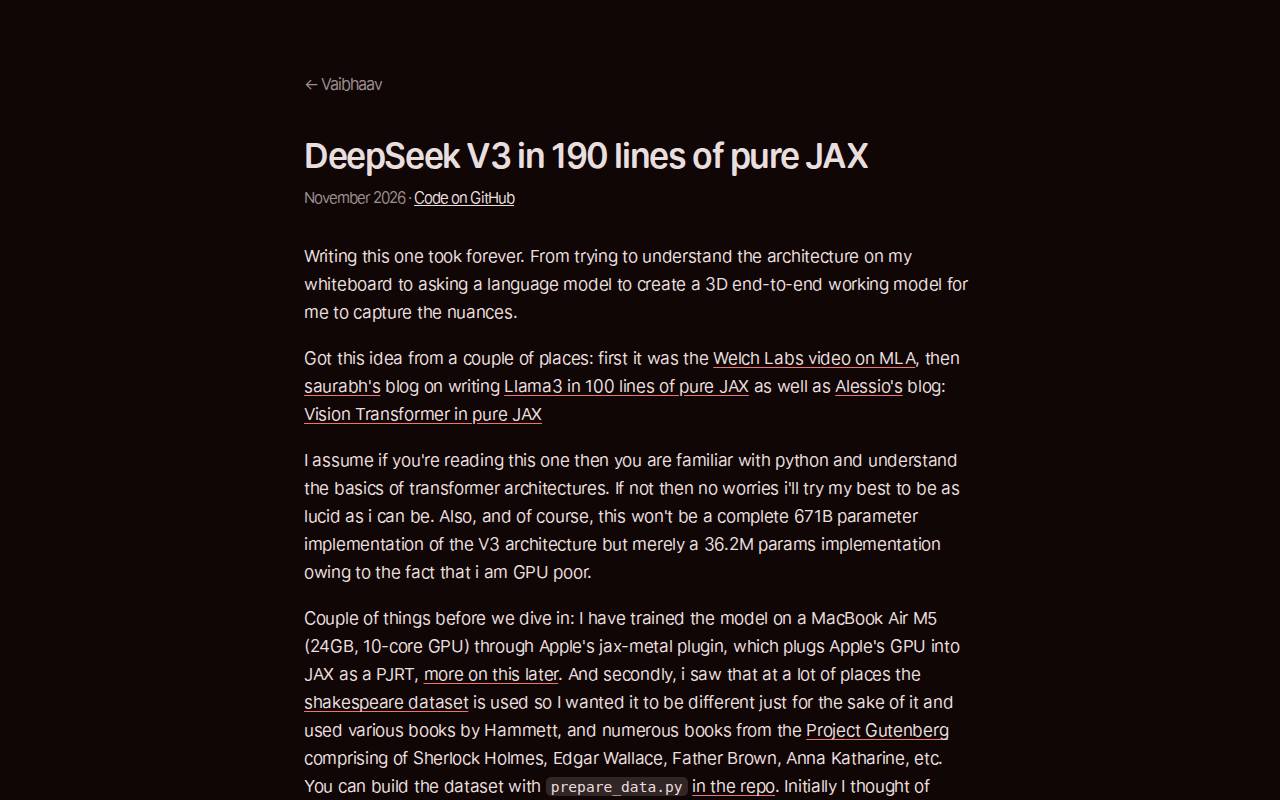 ← Vaibhaav
DeepSeek V3 in 190 lines of pure JAX
November 2026 · Code on GitHub
Writing this one took forever. From trying to understand the architecture on my
whiteboard to asking a language model to create a 3D end-to-end working model for
me to capture the nuances.
Got this idea from a couple of places: first it was the Welch Labs video on MLA, then
saurabh's blog on writing Llama3 in 100 lines of pure JAX as well as Alessio's blog:
Vision Transformer in pure JAX
I assume if you're reading this one then you are familiar with python and understand
the basics of transformer architectures. If not then no worries i'll try my best to be as
lucid as i can be. Also, and of course, this won't be a complete 671B parameter
implementation of the V3 architecture but merely a 36.2M params implementation
owing to the fact that i am GPU poor.
Couple of things before we dive in: I have trained the model on a MacBook Air M5
(24GB, 10-core GPU) through Apple's jax-metal plugin, which plugs Apple's GPU into
JAX as a PJRT, more on this later. And secondly, i saw that at a lot of places the
shakespeare dataset is used so I wanted it to be different just for the sake of it and
used various books by Hammett, and numerous books from the Project Gutenberg
comprising of Sherlock Holmes, Edgar Wallace, Father Brown, Anna Katharine, etc.
You can build the dataset with prepare_data.py in the repo. Initially I thought of